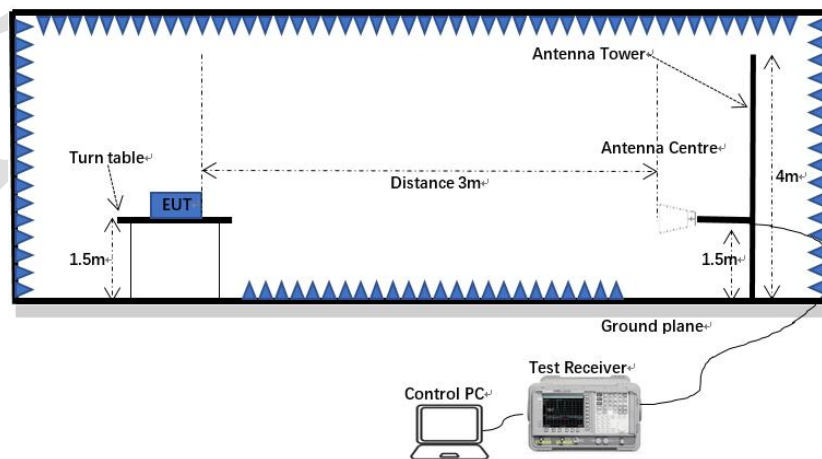 Antenna Tower
Turn table
Antenna Centre
Distance 3m
4m
EUT
1.5m
1.5m
Ground plane
Test Receiver
Control PC